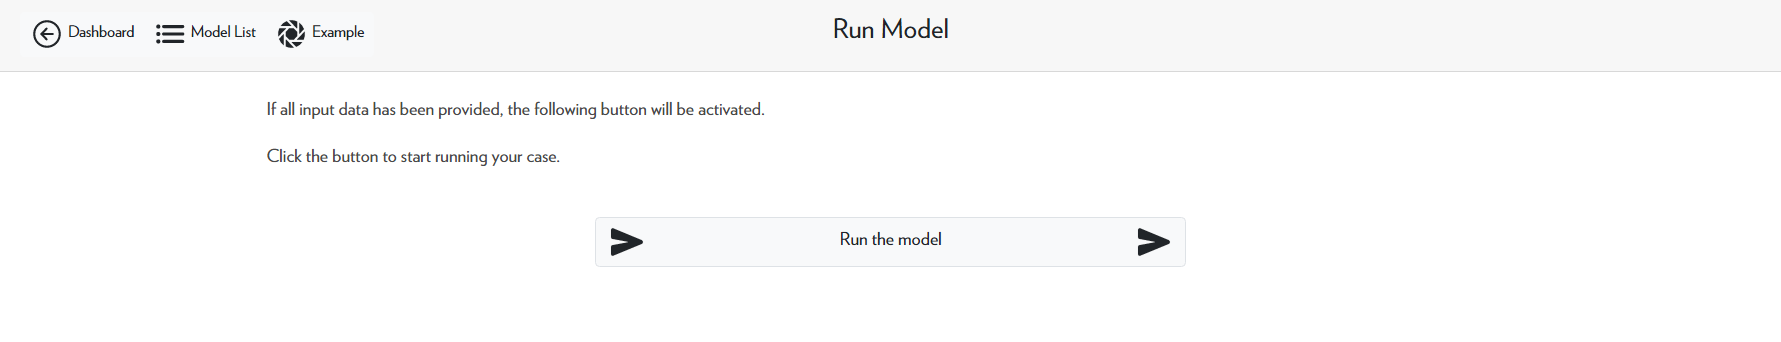 Dashboard Model List Example Run Model
If all input data has been provided, the following button will be activated.
Click the button to start running your case.
Run the model